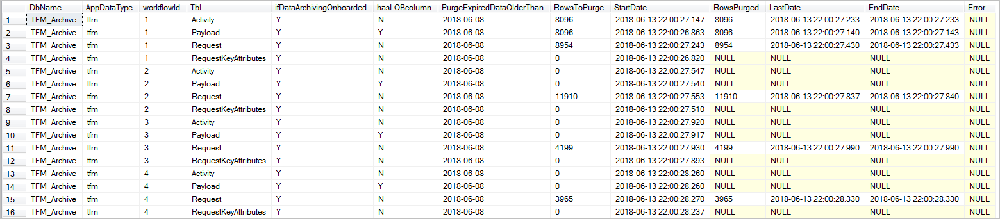 DbName AppDataType workflowId Tbl ifDataArchivingOnboarded hasLOBcolumn PurgeExpiredDataOlderThan RowsToPurge StartDate RowsPurged LastDate EndDate Error
1 TFM_Archive tfm 1 Activity Y N 2018-06-08 8096 2018-06-13 22:00:27.147 8096 2018-06-13 22:00:27.233 2018-06-13 22:00:27.233 NULL
2 TFM_Archive tfm 1 Payload Y Y 2018-06-08 8096 2018-06-13 22:00:26.863 8096 2018-06-13 22:00:27.140 2018-06-13 22:00:27.143 NULL
3 TFM_Archive tfm 1 Request Y N 2018-06-08 8954 2018-06-13 22:00:27.243 8954 2018-06-13 22:00:27.430 2018-06-13 22:00:27.433 NULL
4 TFM_Archive tfm 1 RequestKeyAttributes Y N 2018-06-08 0 2018-06-13 22:00:26.820 NULL NULL NULL NULL
5 TFM_Archive tfm 2 Activity Y N 2018-06-08 0 2018-06-13 22:00:27.547 NULL NULL NULL NULL
6 TFM_Archive tfm 2 Payload Y Y 2018-06-08 0 2018-06-13 22:00:27.540 NULL NULL NULL NULL
7 TFM_Archive tfm 2 Request Y N 2018-06-08 11910 2018-06-13 22:00:27.553 11910 2018-06-13 22:00:27.837 2018-06-13 22:00:27.840 NULL
8 TFM_Archive tfm 2 RequestKeyAttributes Y N 2018-06-08 0 2018-06-13 22:00:27.510 NULL NULL NULL NULL
9 TFM_Archive tfm 3 Activity Y N 2018-06-08 0 2018-06-13 22:00:27.920 NULL NULL NULL NULL
10 TFM_Archive tfm 3 Payload Y Y 2018-06-08 0 2018-06-13 22:00:27.917 NULL NULL NULL NULL
11 TFM_Archive tfm 3 Request Y N 2018-06-08 4199 2018-06-13 22:00:27.930 4199 2018-06-13 22:00:27.990 2018-06-13 22:00:27.990 NULL
12 TFM_Archive tfm 3 RequestKeyAttributes Y N 2018-06-08 0 2018-06-13 22:00:27.893 NULL NULL NULL NULL
13 TFM_Archive tfm 4 Activity Y N 2018-06-08 0 2018-06-13 22:00:28.260 NULL NULL NULL NULL
14 TFM_Archive tfm 4 Payload Y Y 2018-06-08 0 2018-06-13 22:00:28.260 NULL NULL NULL NULL
15 TFM_Archive tfm 4 Request Y N 2018-06-08 3965 2018-06-13 22:00:28.270 3965 2018-06-13 22:00:28.330 2018-06-13 22:00:28.330 NULL
16 TFM_Archive tfm 4 RequestKeyAttributes Y N 2018-06-08 0 2018-06-13 22:00:28.237 NULL NULL NULL NULL